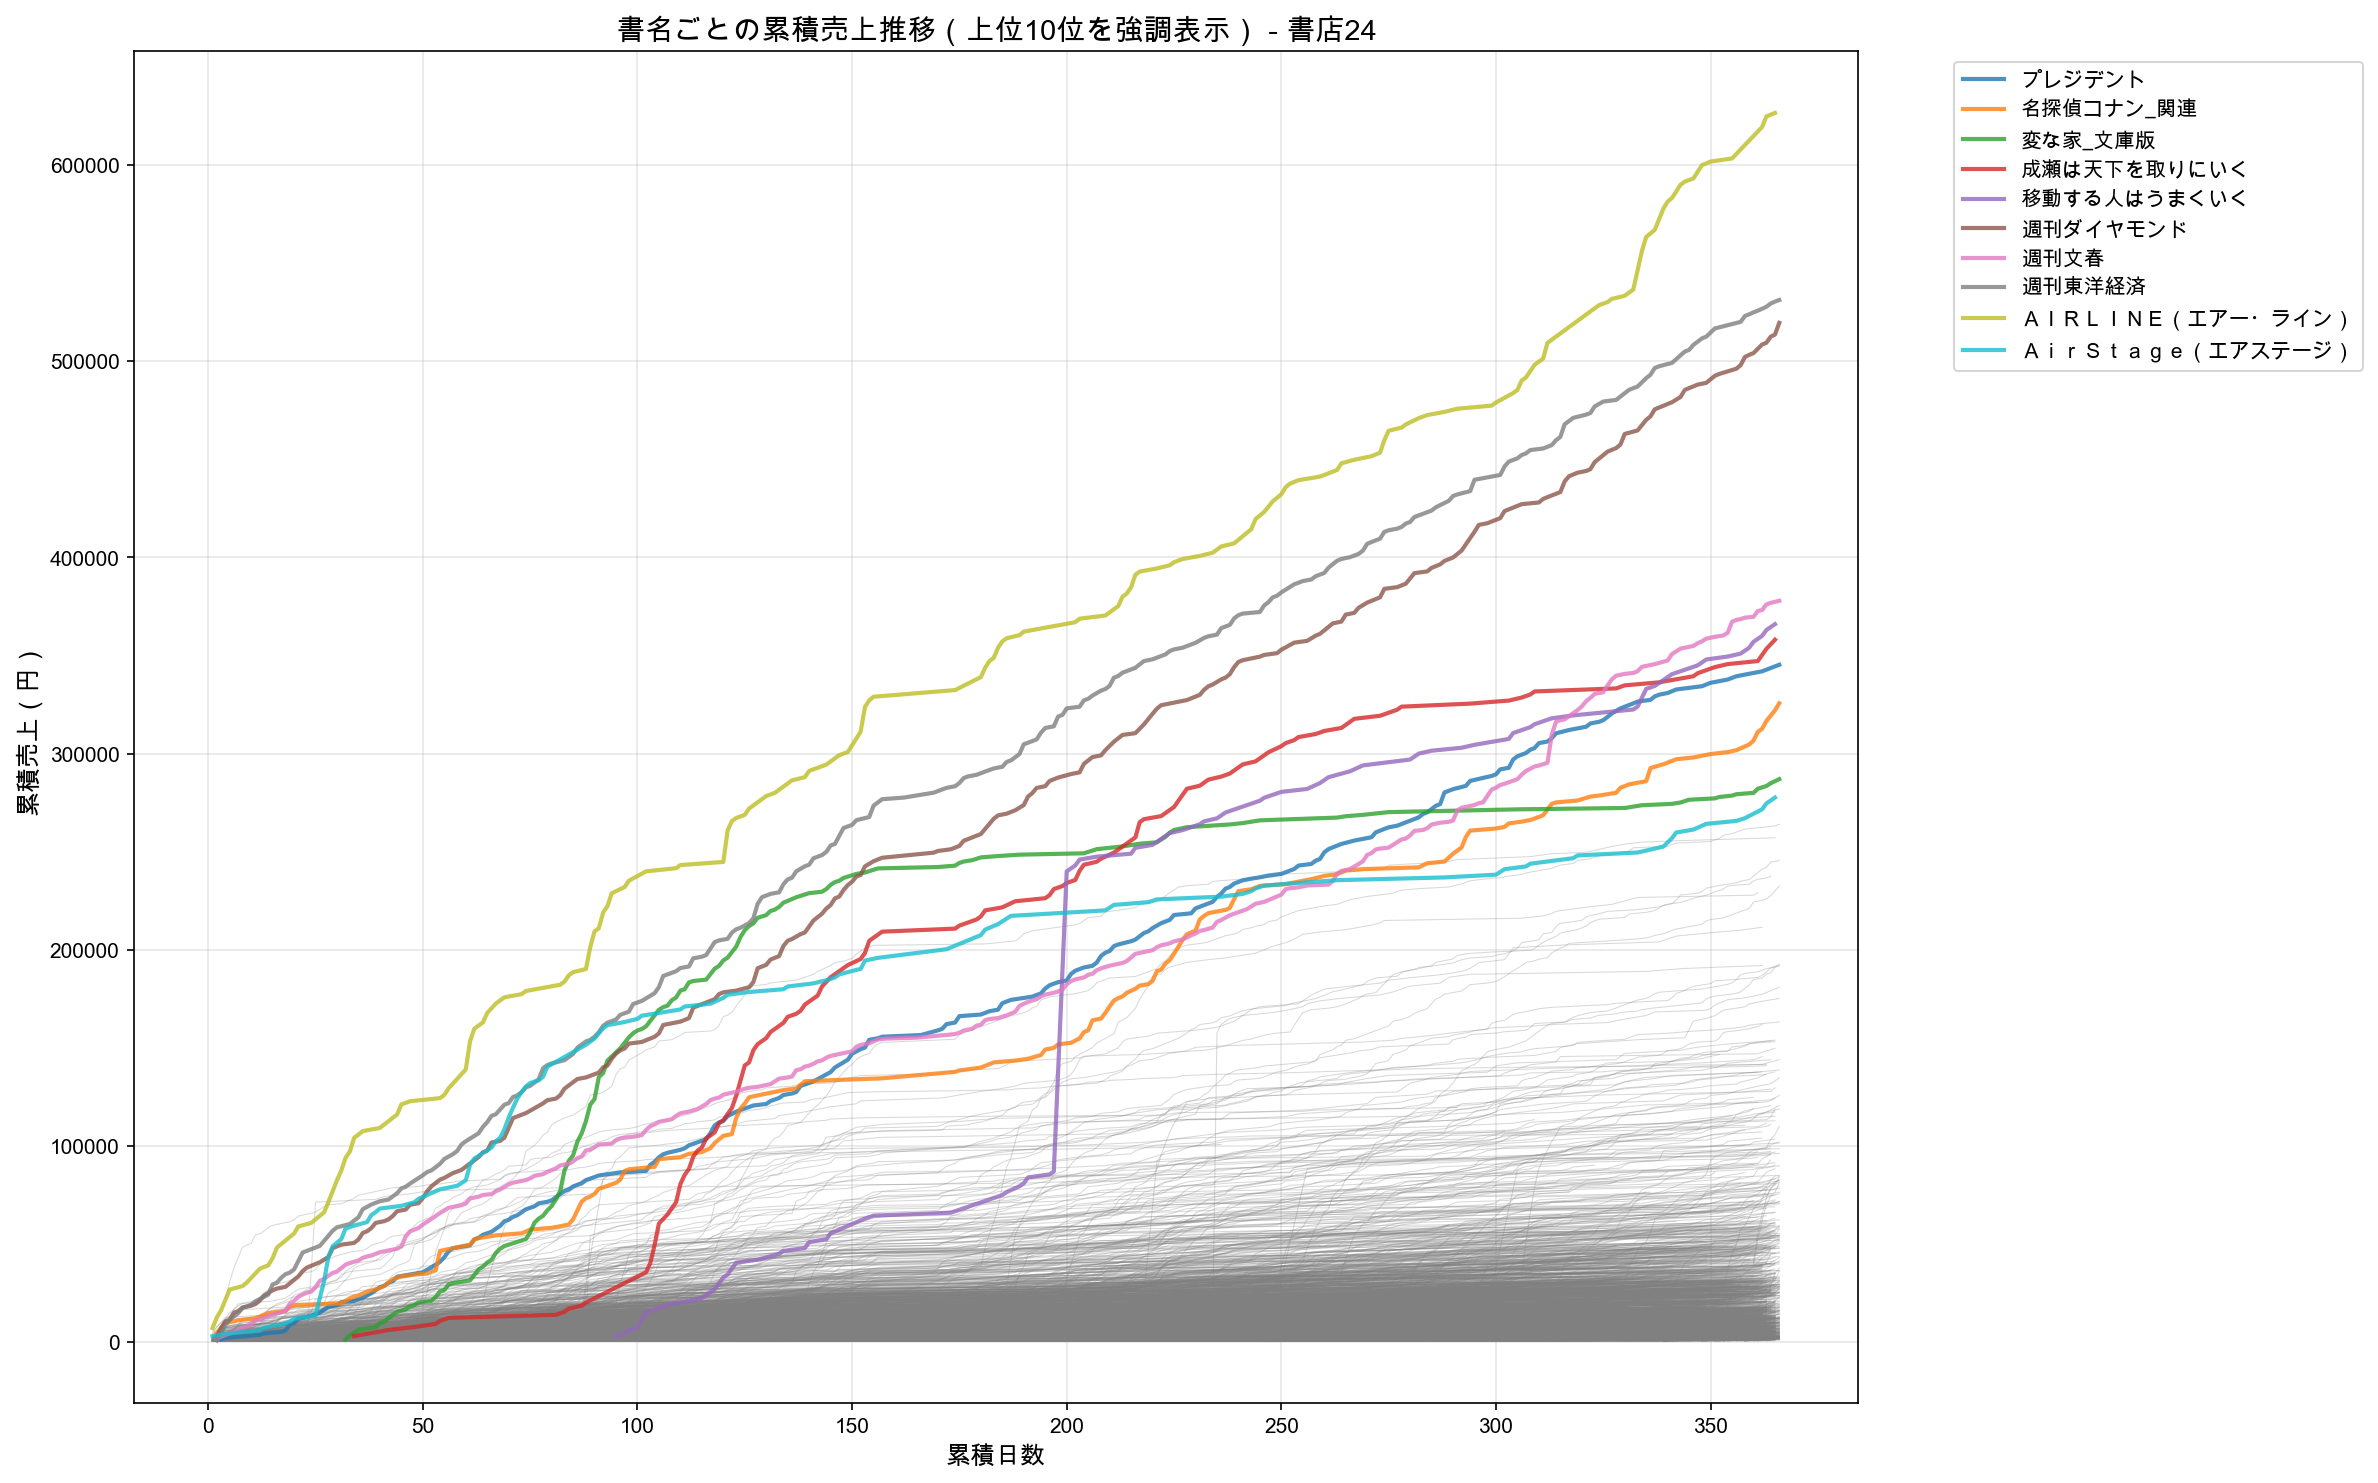 書名ごとの累積売上推移（上位10位を強調表示） - 書店24
プレジデント
名探偵コナン_関連
変な家_文庫版
成瀬は天下を取りにいく
移動する人はうまくいく
週刊ダイヤモンド
週刊文春
週刊東洋経済
ＡＩＲＬＩＮＥ（エアー・ライン）
ＡｉｒＳｔａｇｅ（エアステージ）
累積売上（円）
600000
500000
400000
300000
200000
100000
0
0 50 100 150 200 250 300 350
累積日数